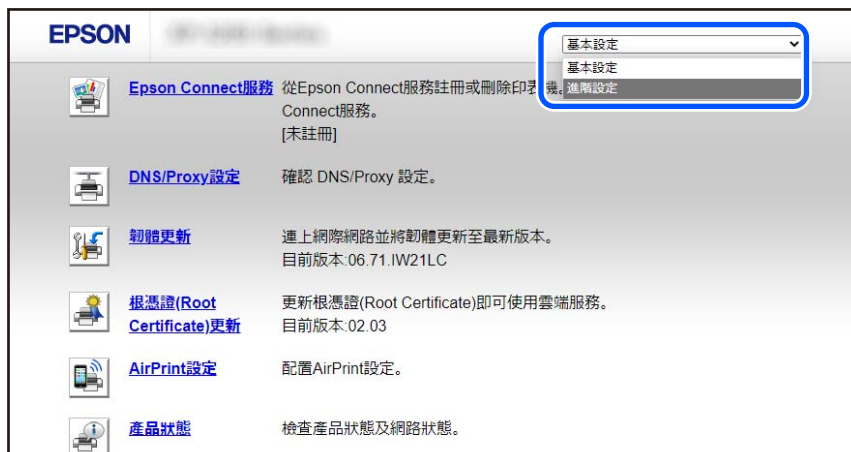 EPSON
基本設定
基本設定
進階設定
Epson Connect服務
從Epson Connect服務註冊或刪除印表機。
Connect服務。
[未註冊]
DNS/Proxy設定
確認 DNS/Proxy 設定。
韌體更新
連上網際網路並將韌體更新至最新版本。
目前版本:06.71.IW21LC
根憑證(Root
Certificate)更新
更新根憑證(Root Certificate)即可使用雲端服務。
目前版本:02.03
AirPrint設定
配置AirPrint設定。
產品狀態
檢查產品狀態及網路狀態。